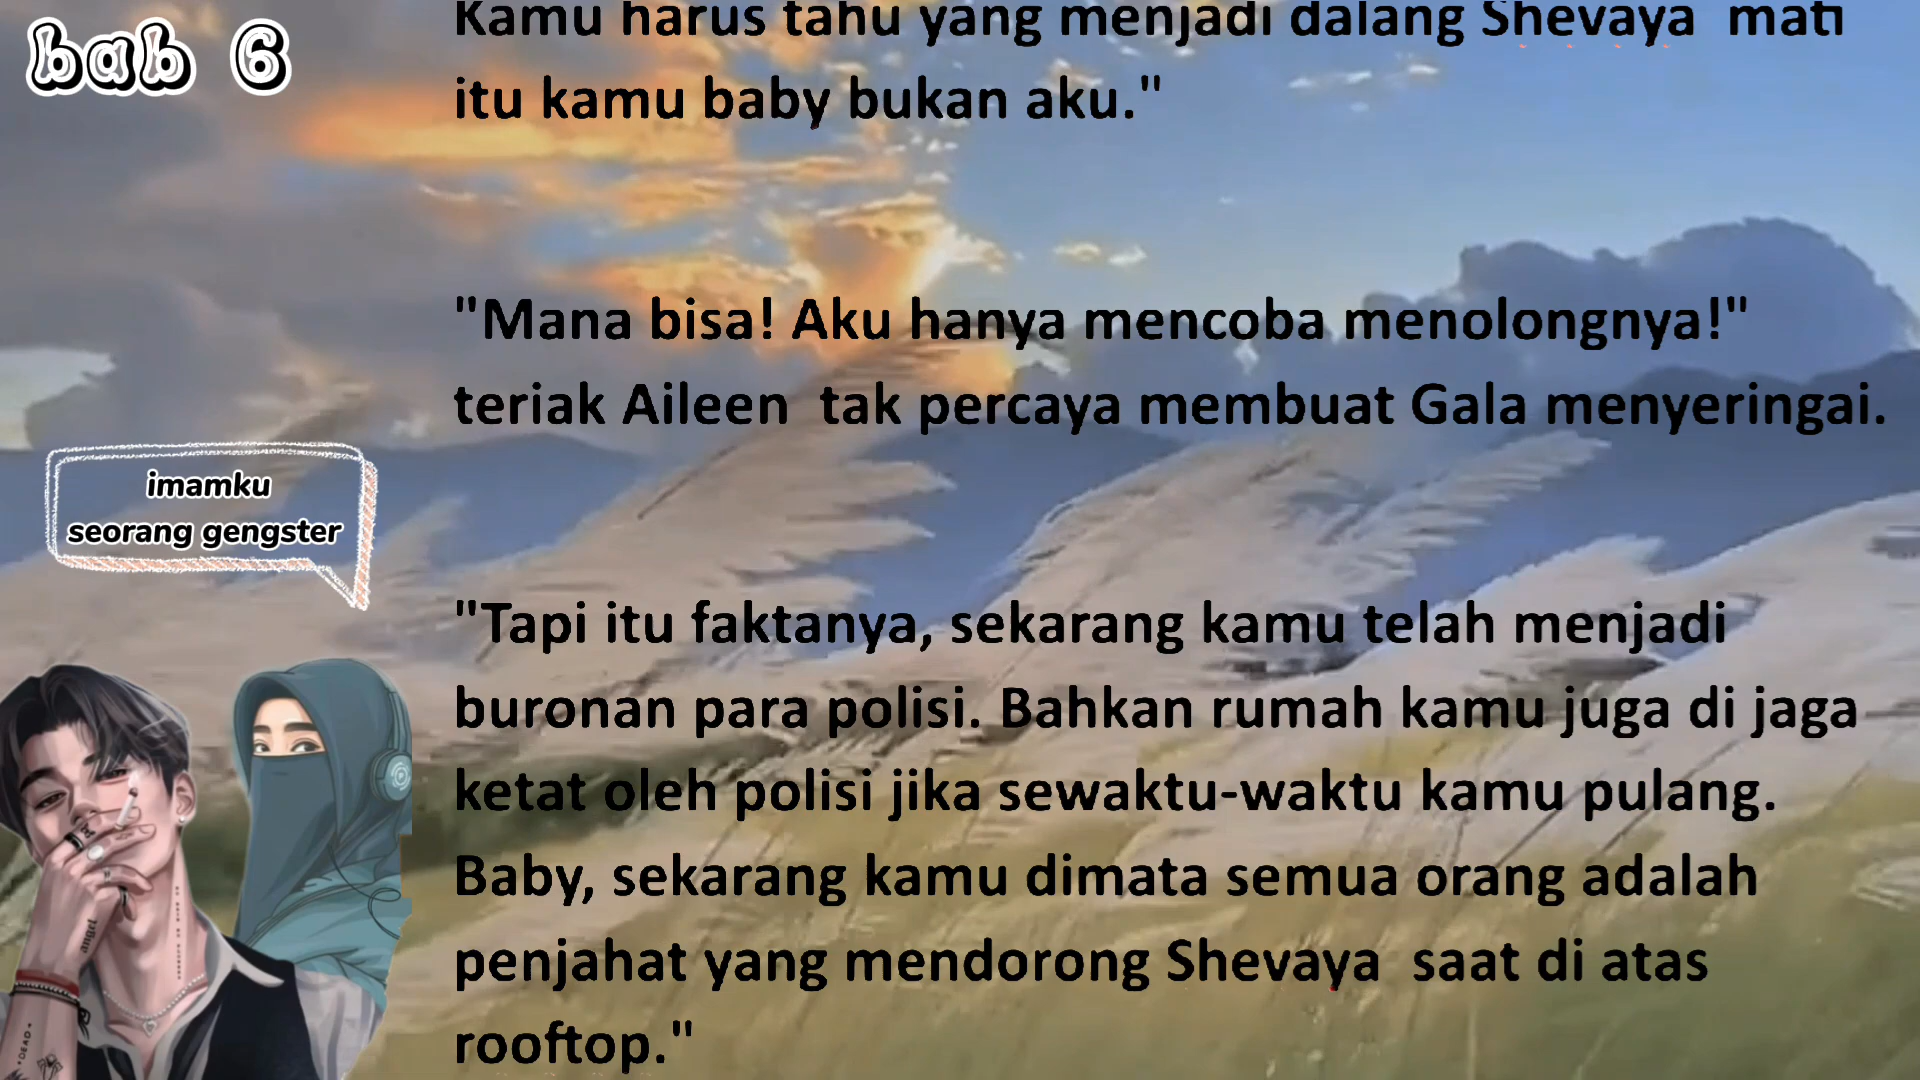 bab 6
Kamu harus tahu yang menjadi dalang Shevaya mati
itu kamu baby bukan aku."
"Mana bisa! Aku hanya mencoba menolongnya!"
teriak Aileen tak percaya membuat Gala menyeringai.
imamku
seorang gengster
"Tapi itu faktanya, sekarang kamu telah menjadi
buronan para polisi. Bahkan rumah kamu juga di jaga
ketat oleh polisi jika sewaktu-waktu kamu pulang.
Baby, sekarang kamu dimata semua orang adalah
penjahat yang mendorong Shevaya saat di atas
rooftop."
angel
DEAD